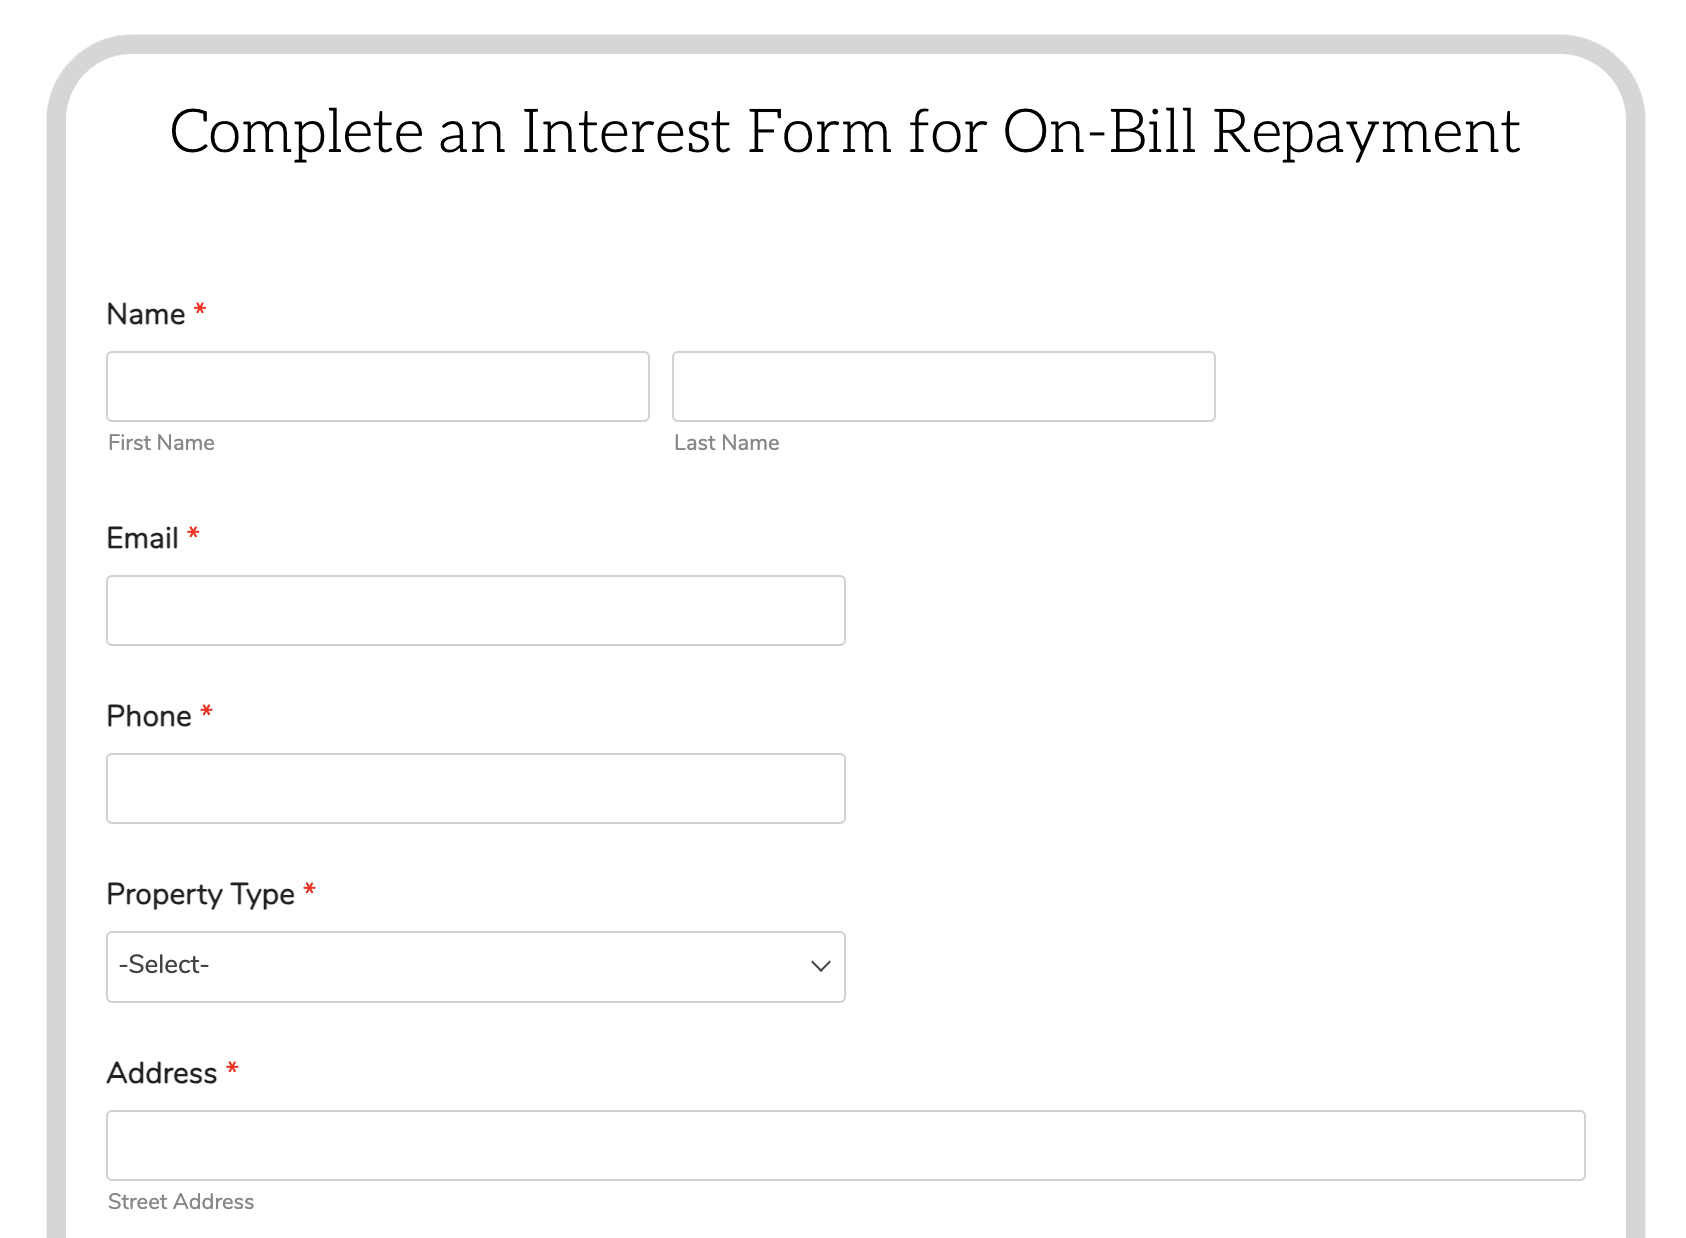 Complete an Interest Form for On-Bill Repayment
Name *
First Name
Last Name
Email *
Phone *
Property Type *
-Select-
Address *
Street Address